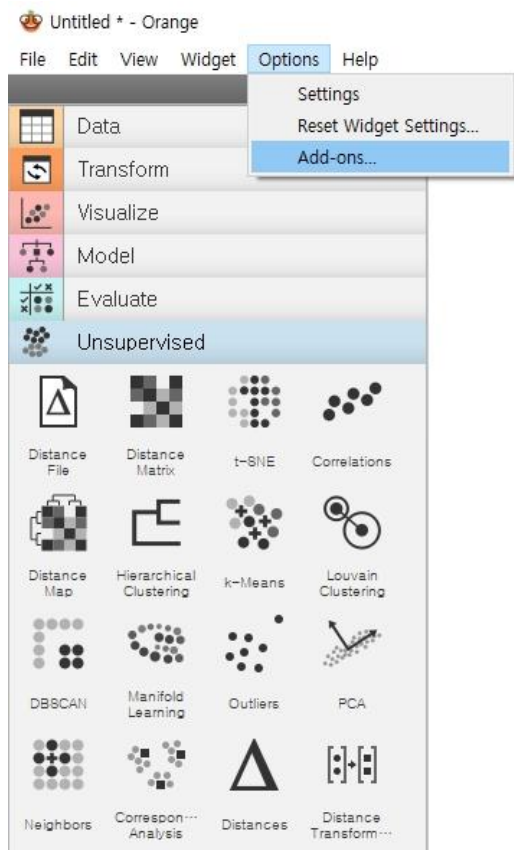 Untitled * - Orange
File Edit View Widget Options Help
Settings
Reset Widget Settings...
Add-ons...
Data
Transform
Visualize
Model
Evaluate
Unsupervised
Distance
File
Distance
Matrix
t-SNE
Correlations
Distance
Map
Hierarchical
Clustering
k-Means
Louvain
Clustering
DBSCAN
Manifold
Learning
Outliers
PCA
Neighbors
Correspon···
Analysis
Distances
Distance
Transform···